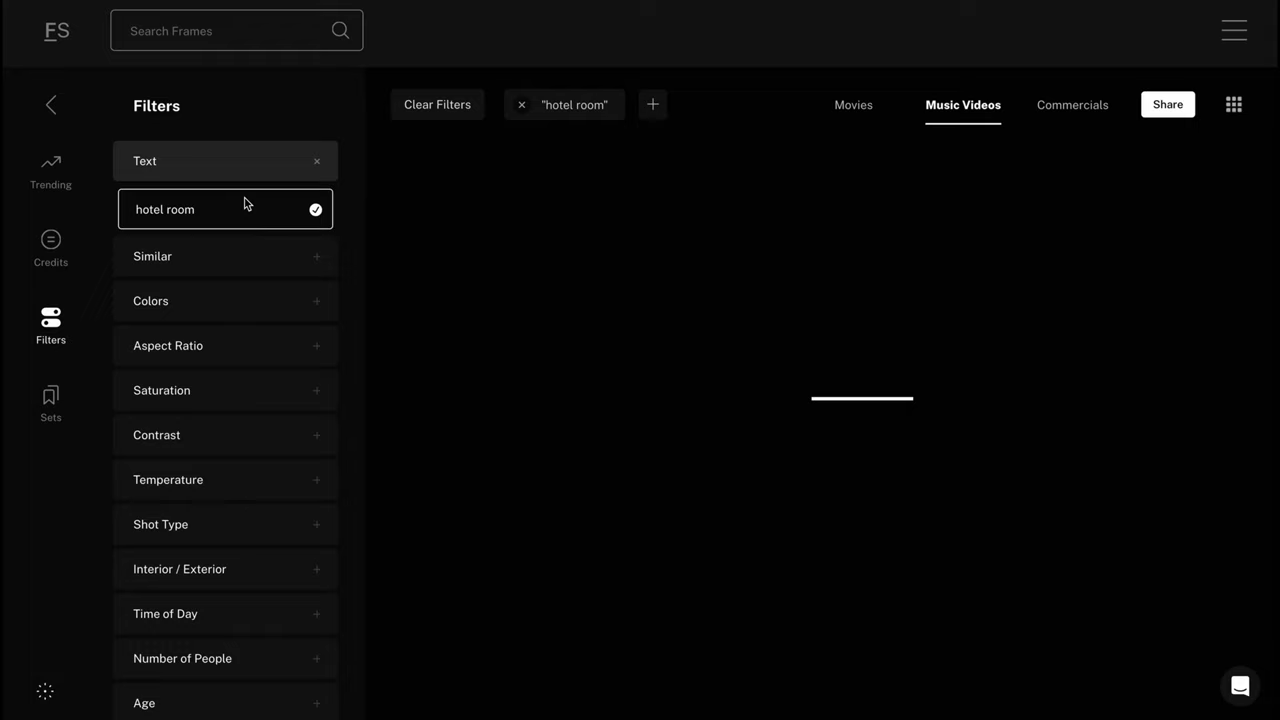 FS
Search Frames
Filters
Clear Filters
"hotel room"
Movies
Music Videos
Commercials
Share
Text
hotel room
Trending
Similar
Credits
Colors
Filters
Aspect Ratio
Saturation
Sets
Contrast
Temperature
Shot Type
Interior / Exterior
Time of Day
Number of People
Age